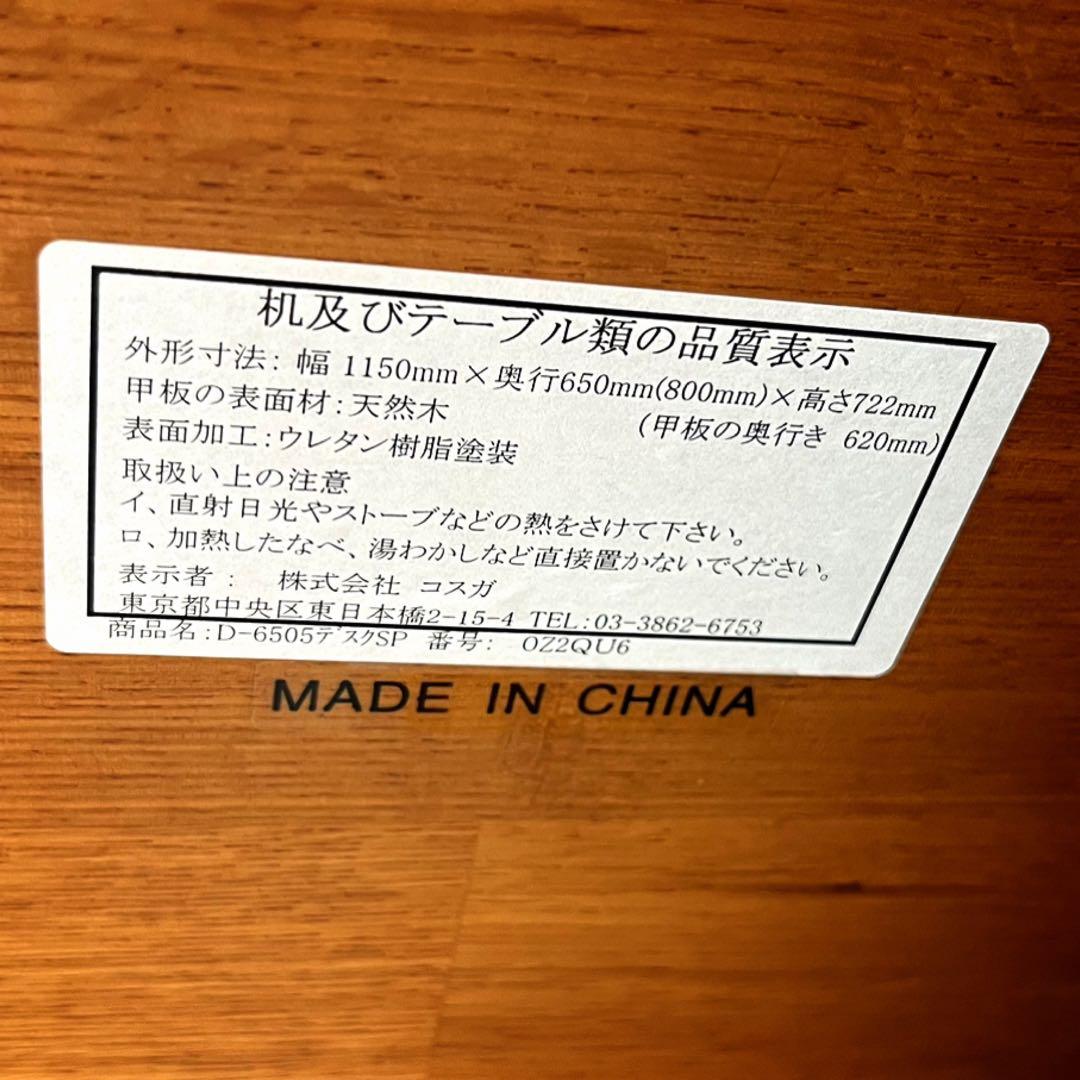 机及びテーブル類の品質表示
外形寸法: 幅 1150mm×奥行650mm(800mm)×高さ722mm
甲板の表面材:天然木 (甲板の奥行き 620mm)
表面加工:ウレタン樹脂塗装
取扱い上の注意
イ、直射日光やストーブなどの熱をさけて下さい。
ロ、加熱したなべ、湯わかしなど直接置かないでください。
表示者: 株式会社 コスガ
東京都中央区東日本橋2-15-4 TEL:03-3862-6753
商品名:D-6505デスクSP 番号: 0Z2QU6
MADE IN CHINA